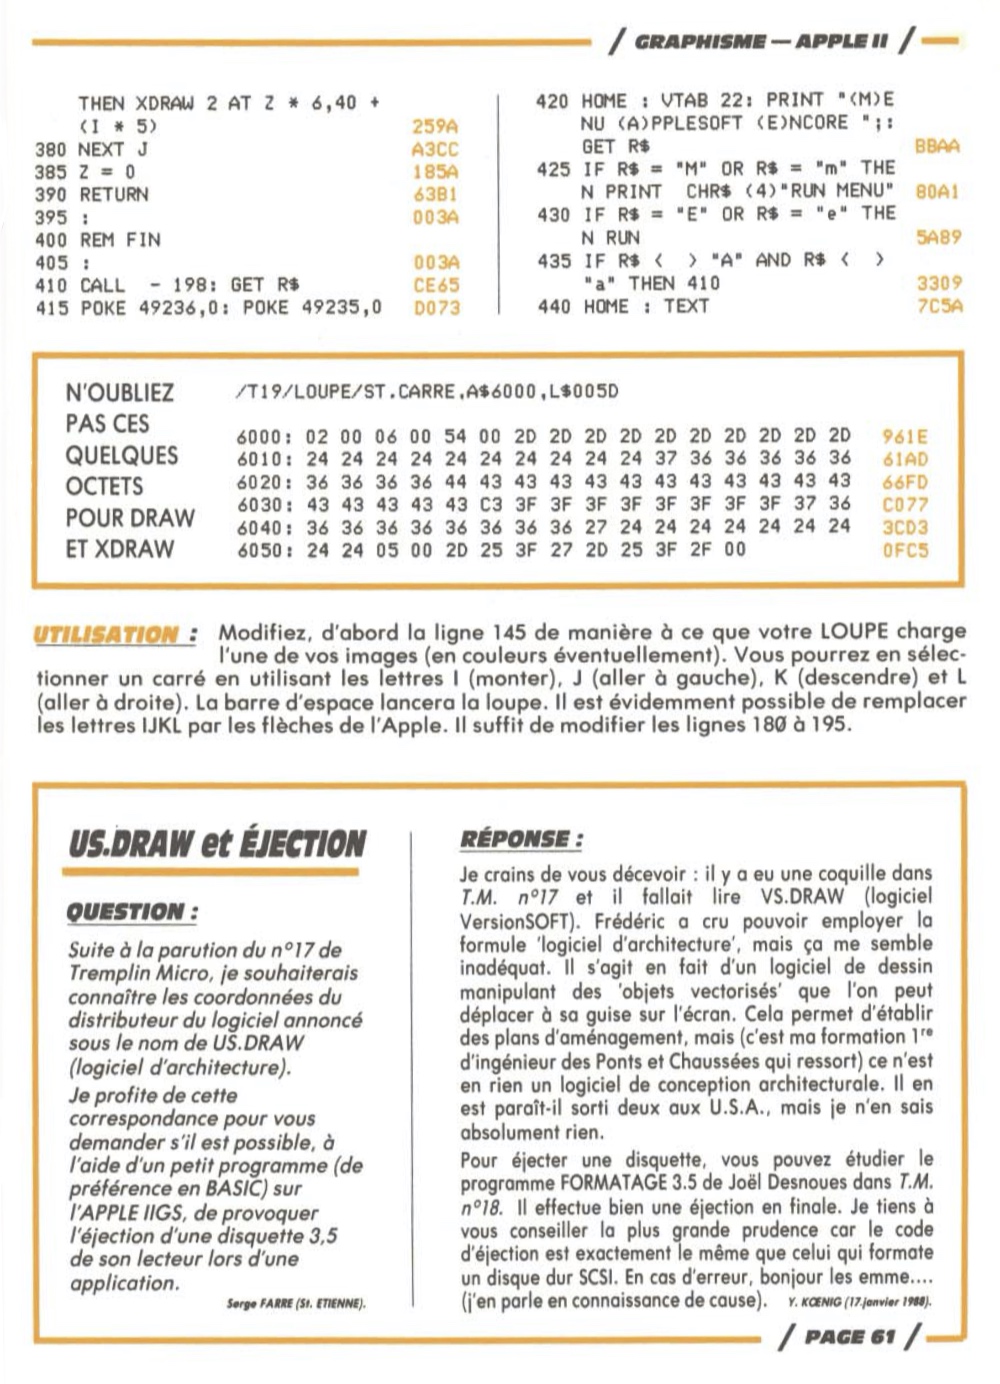 / GRAPHISME — APPLE II /
THEN XDRAW 2 AT Z * 6,40 +
(I * 5) 259A
380 NEXT J A3CC
385 Z = 0 185A
390 RETURN 63B1
395 : 003A
400 REM FIN
405 : 003A
410 CALL - 198: GET R$ CE65
415 POKE 49236,0: POKE 49235,0 D073
420 HOME : VTAB 22: PRINT "(M)E
NU (A)PPLESOFT (E)NCORE ";:
GET R$ BBAA
425 IF R$ = "M" OR R$ = "m" THE
N PRINT CHR$ (4)"RUN MENU" 80A1
430 IF R$ = "E" OR R$ = "e" THE
N RUN 5A89
435 IF R$ < > "A" AND R$ < >
"a" THEN 410 3309
440 HOME : TEXT 7C5A
N'OUBLIEZ
PAS CES
QUELQUES
OCTETS
POUR DRAW
ET XDRAW
/T19/LOUPE/ST.CARRE,A$6000,L$005D
6000: 02 00 06 00 54 00 2D 2D 2D 2D 2D 2D 2D 2D 2D 2D 961E
6010: 24 24 24 24 24 24 24 24 24 24 37 36 36 36 36 36 61AD
6020: 36 36 36 36 44 43 43 43 43 43 43 43 43 43 43 43 66FD
6030: 43 43 43 43 43 C3 3F 3F 3F 3F 3F 3F 3F 3F 37 36 C077
6040: 36 36 36 36 36 36 36 36 27 24 24 24 24 24 24 24 3CD3
6050: 24 24 05 00 2D 25 3F 27 2D 25 3F 2F 00 0FC5
UTILISATION : Modifiez, d'abord la ligne 145 de manière à ce que votre LOUPE charge
l'une de vos images (en couleurs éventuellement). Vous pourrez en sélec-
tionner un carré en utilisant les lettres I (monter), J (aller à gauche), K (descendre) et L
(aller à droite). La barre d'espace lancera la loupe. Il est évidemment possible de remplacer
les lettres IJKL par les flèches de l'Apple. Il suffit de modifier les lignes 180 à 195.
US.DRAW et ÉJECTION
QUESTION :
Suite à la parution du n°17 de
Tremplin Micro, je souhaiterais
connaître les coordonnées du
distributeur du logiciel annoncé
sous le nom de US.DRAW
(logiciel d'architecture).
Je profite de cette
correspondance pour vous
demander s'il est possible, à
l'aide d'un petit programme (de
préférence en BASIC) sur
l'APPLE IIGS, de provoquer
l'éjection d'une disquette 3,5
de son lecteur lors d'une
application.
Serge FARRE (St. ETIENNE).
RÉPONSE :
Je crains de vous décevoir : il y a eu une coquille dans
T.M. n°17 et il fallait lire VS.DRAW (logiciel
VersionSOFT). Frédéric a cru pouvoir employer la
formule 'logiciel d'architecture', mais ça me semble
inadéquat. Il s'agit en fait d'un logiciel de dessin
manipulant des 'objets vectorisés' que l'on peut
déplacer à sa guise sur l'écran. Cela permet d'établir
des plans d'aménagement, mais (c'est ma formation 1re
d'ingénieur des Ponts et Chaussées qui ressort) ce n'est
en rien un logiciel de conception architecturale. Il en
est paraît-il sorti deux aux U.S.A., mais je n'en sais
absolument rien.
Pour éjecter une disquette, vous pouvez étudier le
programme FORMATAGE 3.5 de Joël Desnoues dans T.M.
n°18. Il effectue bien une éjection en finale. Je tiens à
vous conseiller la plus grande prudence car le code
d'éjection est exactement le même que celui qui formate
un disque dur SCSI. En cas d'erreur, bonjour les emme....
(j'en parle en connaissance de cause). Y. KŒNIG (17.janvier 1988).
/ PAGE 61 /